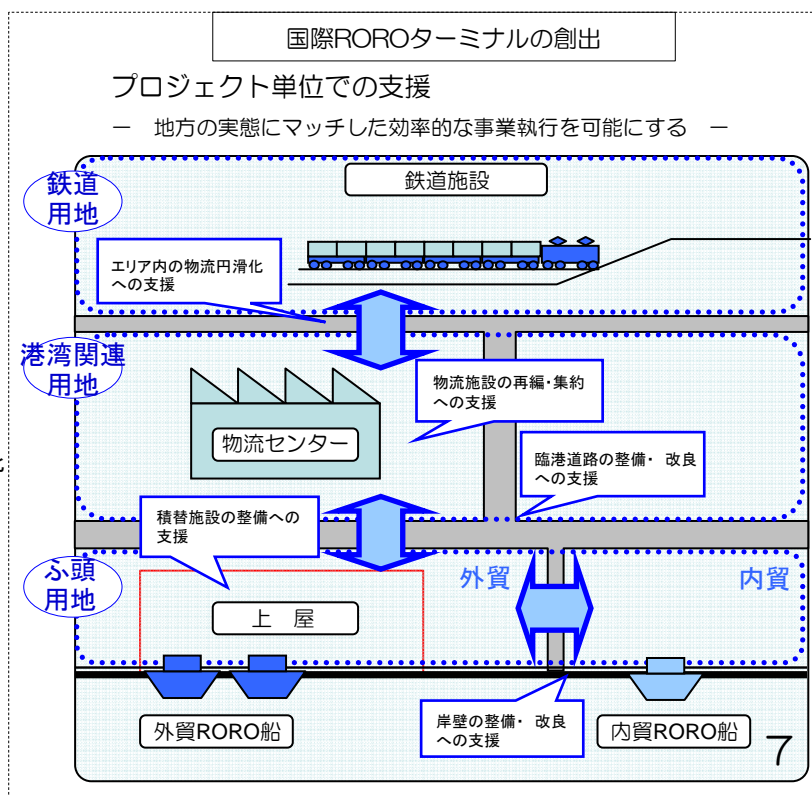 国際ROROターミナルの創出
プロジェクト単位での支援
－　地方の実態にマッチした効率的な事業執行を可能にする　－
鉄道
用地
鉄道施設
エリア内の物流円滑化
への支援
港湾関連
用地
物流施設の再編・集約
への支援
物流センター
臨港道路の整備・ 改良
への支援
積替施設の整備への
支援
ふ頭
用地
外貿
内貿
上　屋
外貿RORO船
岸壁の整備・ 改良
への支援
内貿RORO船
7